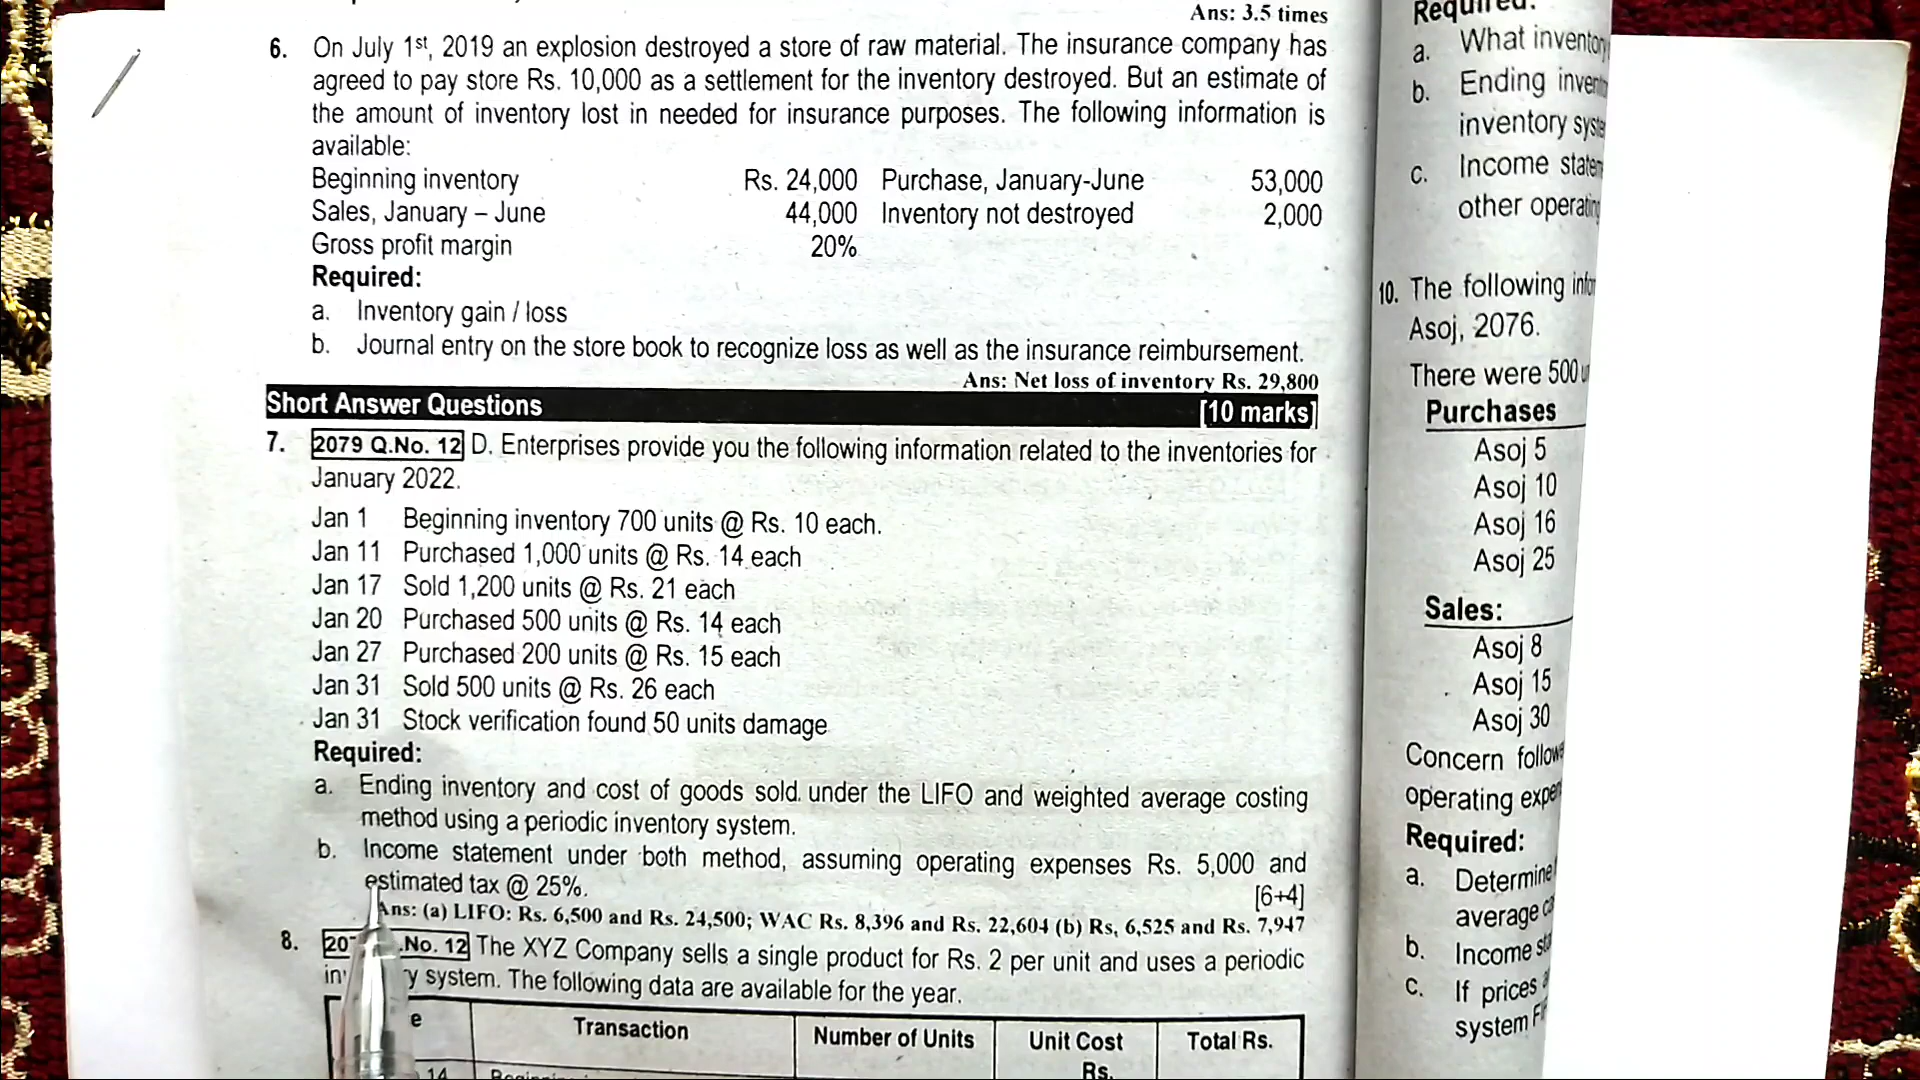 Ans: 3.5 times
6. On July 1st, 2019 an explosion destroyed a store of raw material. The insurance company has
agreed to pay store Rs. 10,000 as a settlement for the inventory destroyed. But an estimate of
the amount of inventory lost in needed for insurance purposes. The following information is
available:
Beginning inventory Rs. 24,000 Purchase, January-June 53,000
Sales, January – June 44,000 Inventory not destroyed 2,000
Gross profit margin 20%
Required:
a. Inventory gain / loss
b. Journal entry on the store book to recognize loss as well as the insurance reimbursement.
Ans: Net loss of inventory Rs. 29,800
Short Answer Questions [10 marks]
7. 2079 Q.No. 12 D. Enterprises provide you the following information related to the inventories for
January 2022.
Jan 1 Beginning inventory 700 units @ Rs. 10 each.
Jan 11 Purchased 1,000 units @ Rs. 14 each
Jan 17 Sold 1,200 units @ Rs. 21 each
Jan 20 Purchased 500 units @ Rs. 14 each
Jan 27 Purchased 200 units @ Rs. 15 each
Jan 31 Sold 500 units @ Rs. 26 each
Jan 31 Stock verification found 50 units damage
Required:
a. Ending inventory and cost of goods sold under the LIFO and weighted average costing
method using a periodic inventory system.
b. Income statement under both method, assuming operating expenses Rs. 5,000 and
estimated tax @ 25%. [6+4]
Ans: (a) LIFO: Rs. 6,500 and Rs. 24,500; WAC Rs. 8,396 and Rs. 22,604 (b) Rs, 6,525 and Rs. 7,947
8. .No. 12 The XYZ Company sells a single product for Rs. 2 per unit and uses a periodic
system. The following data are available for the year.
Transaction Number of Units Unit Cost Total Rs.
Rs.
14
Required:
a. What inventory
b. Ending
inventory
c. Income
other
10. The following
Asoj, 2076.
There were 500
Purchases
Asoj 5
Asoj 10
Asoj 16
Asoj 25
Sales:
Asoj 8
Asoj 15
Asoj 30
Concern
operating
Required:
a. Determine
average
b. Income
c. If prices
system